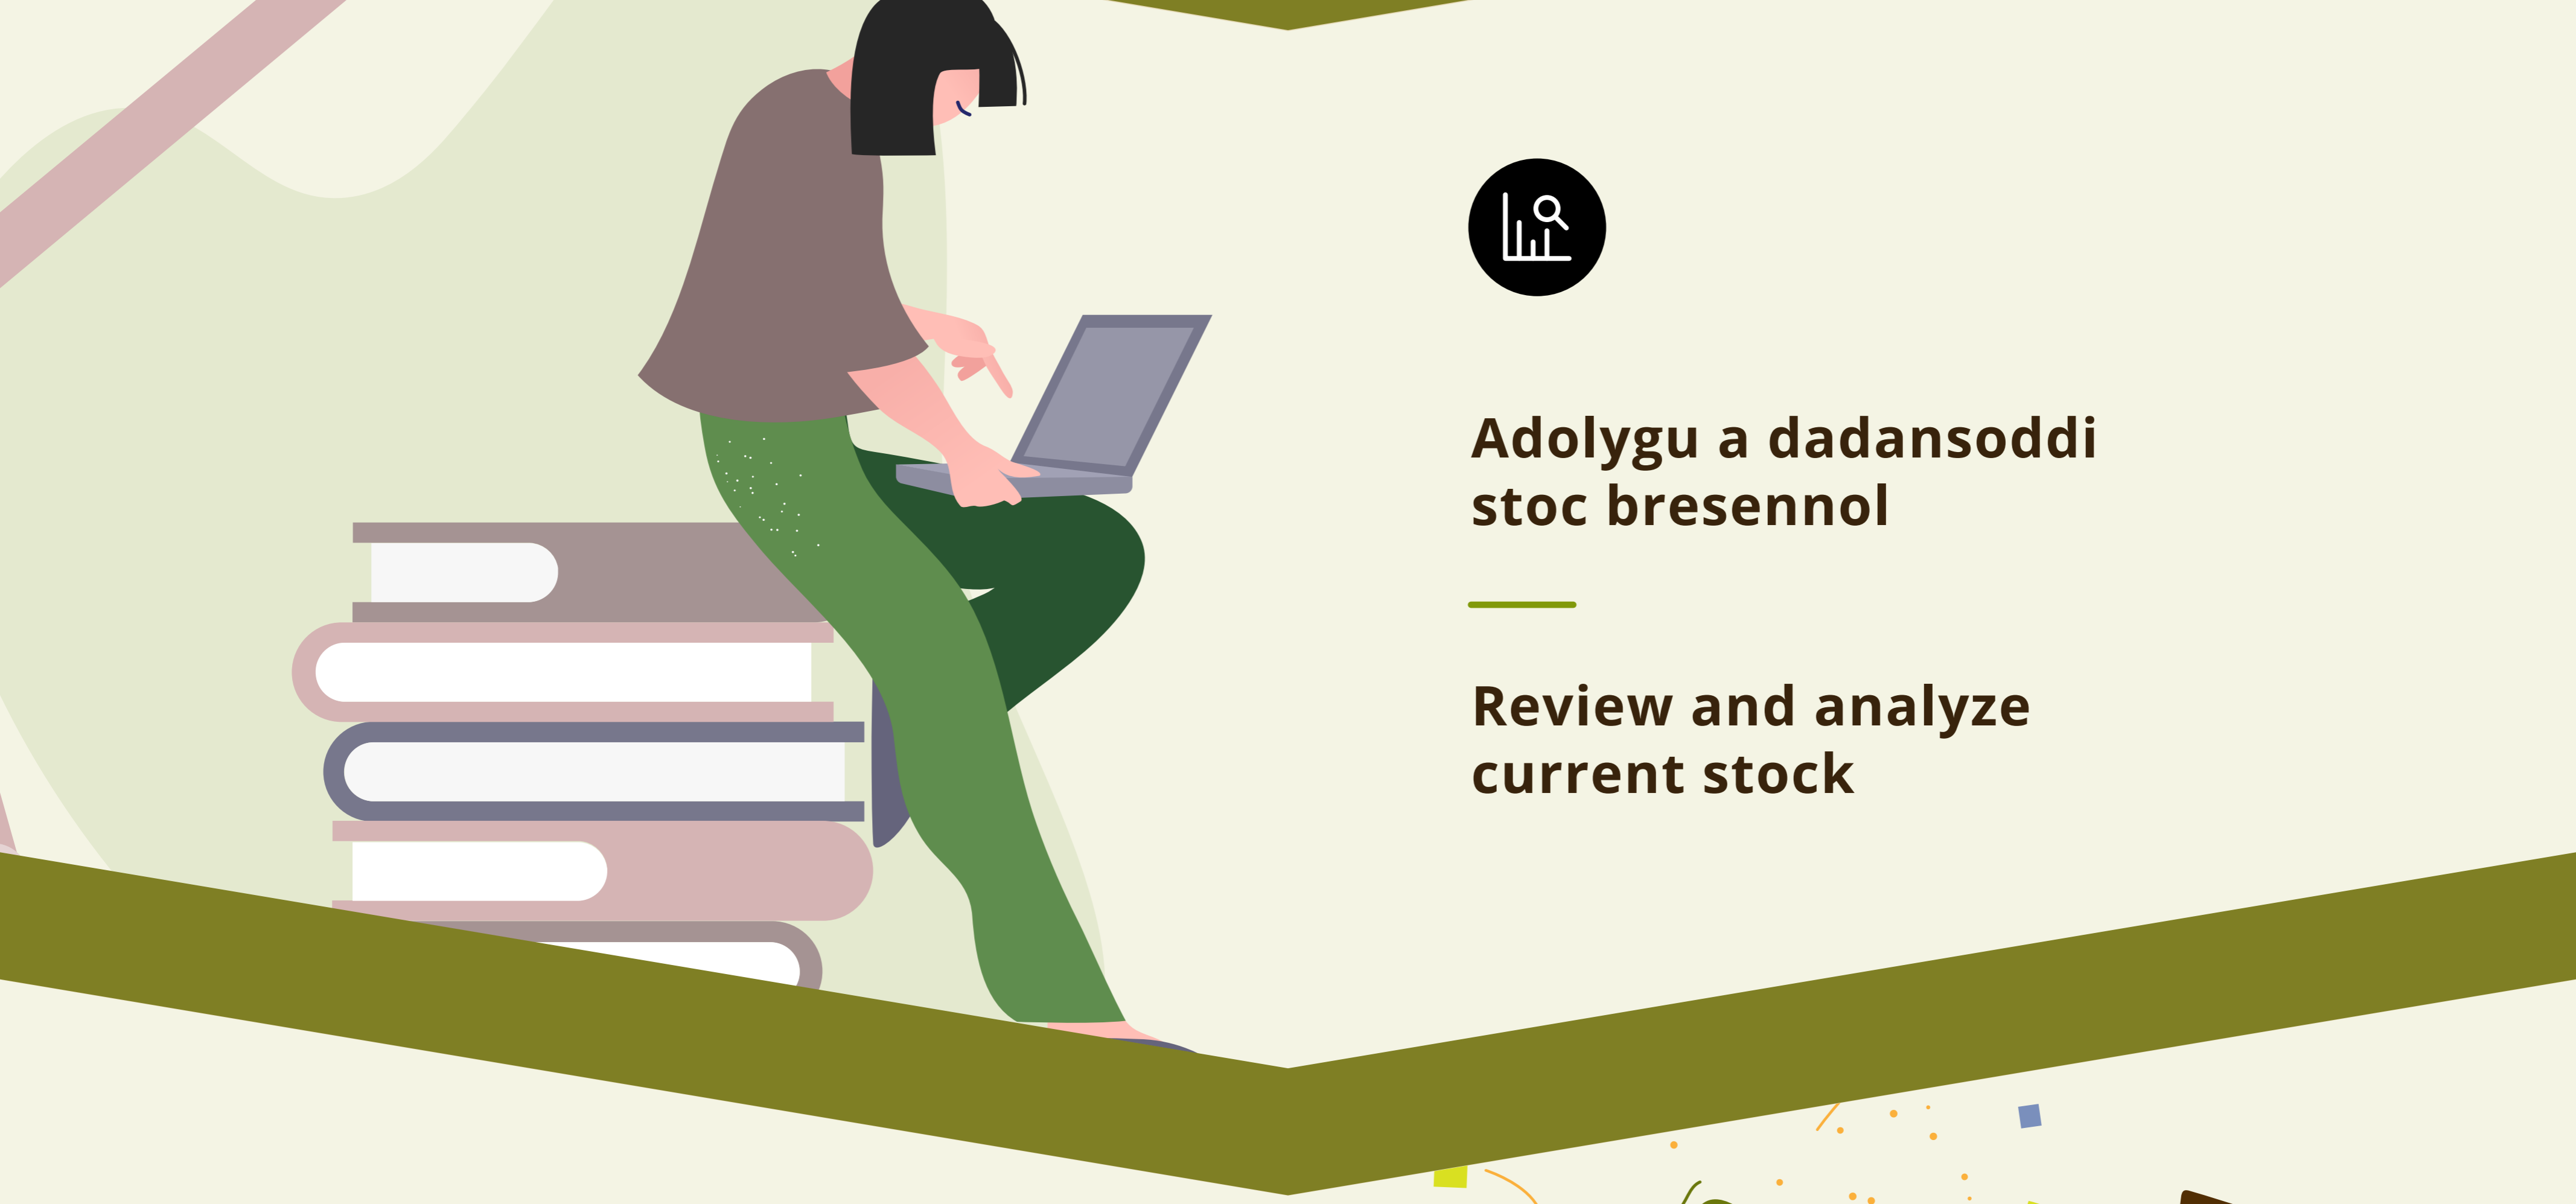 Adolygu a dadansoddi
stoc bresennol
Review and analyze
current stock